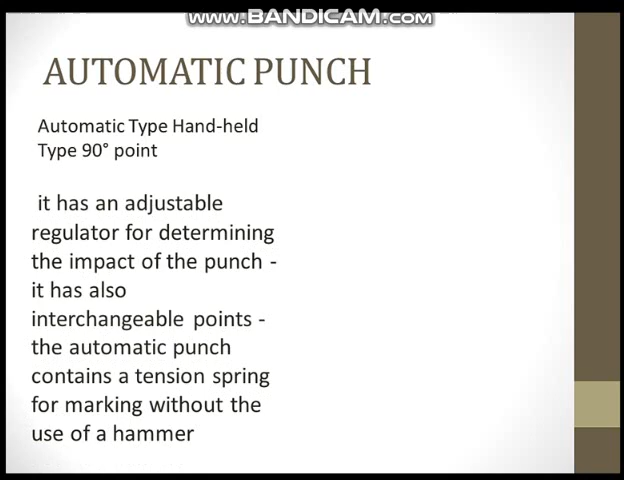 www.BANDICAM.com
AUTOMATIC PUNCH
Automatic Type Hand-held
Type 90° point
it has an adjustable
regulator for determining
the impact of the punch -
it has also
interchangeable points -
the automatic punch
contains a tension spring
for marking without the
use of a hammer